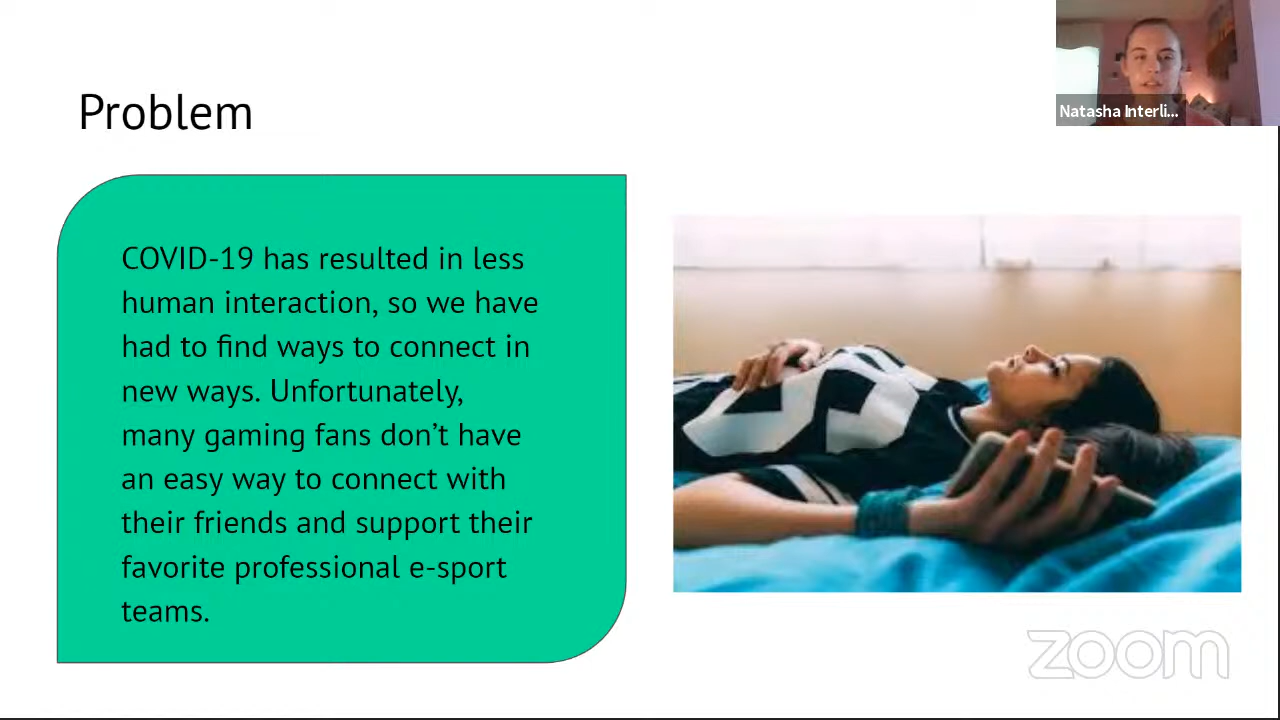 Problem
Natasha Interli...
COVID-19 has resulted in less
human interaction, so we have
had to find ways to connect in
new ways. Unfortunately,
many gaming fans don't have
an easy way to connect with
their friends and support their
favorite professional e-sport
teams.
zoom